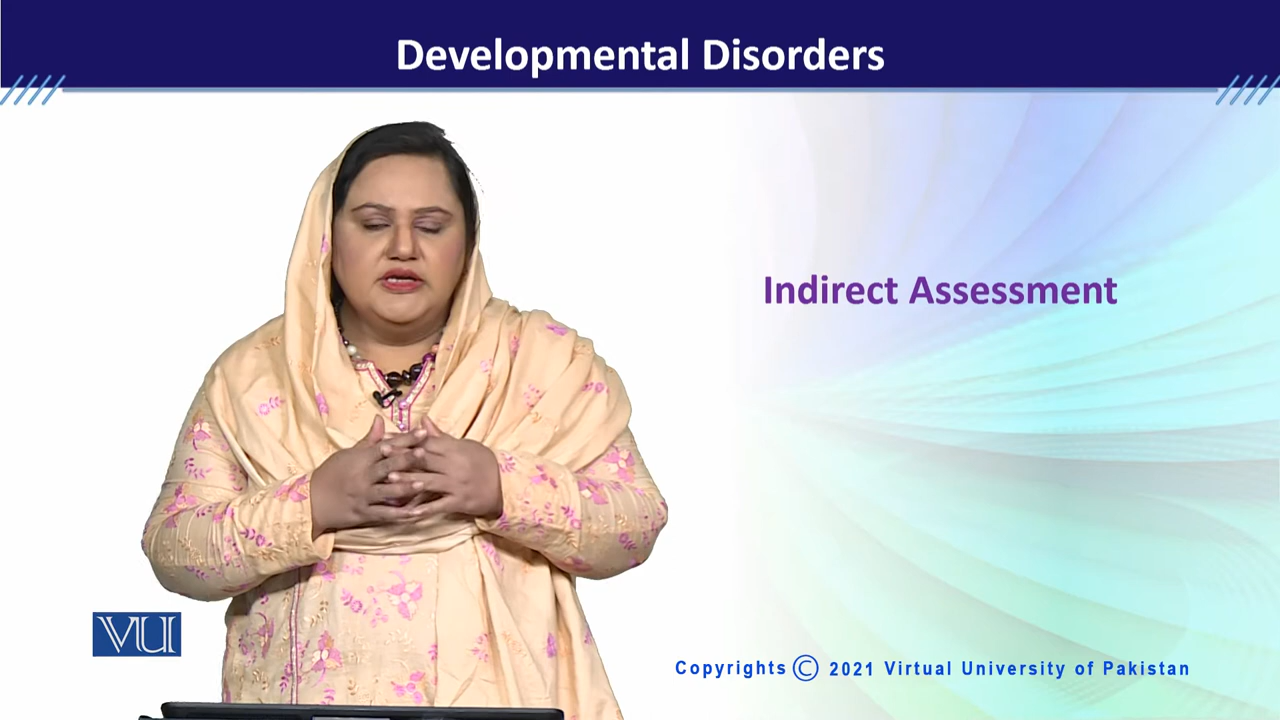 Developmental Disorders
Indirect Assessment
VU
Copyrights © 2021 Virtual University of Pakistan